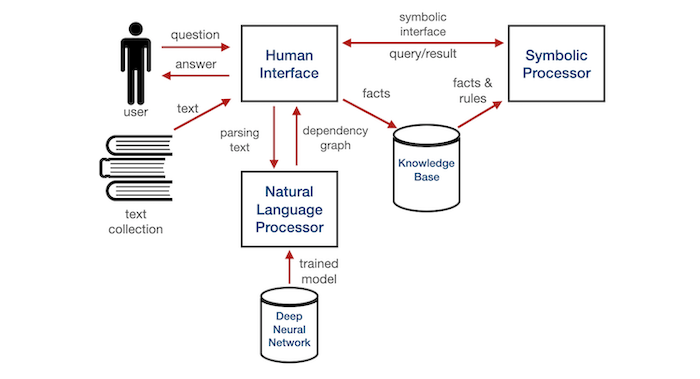 symbolic
interface
question
Human
Interface
query/result
Symbolic
Processor
answer
user
text
facts
facts &
rules
parsing
text
dependency
graph
Knowledge
Base
text
collection
Natural
Language
Processor
trained
model
Deep
Neural
Network